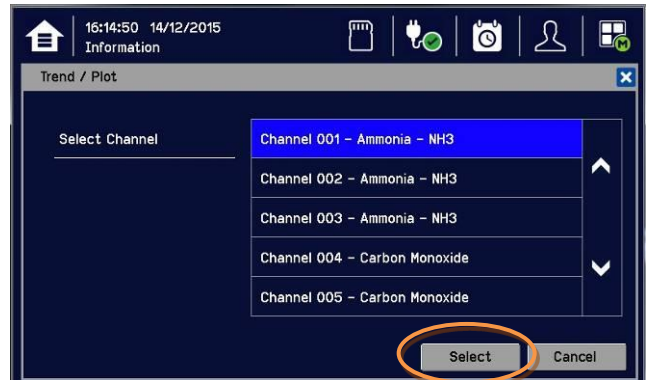 16:14:50 14/12/2015
Information
M
Trend / Plot
Select Channel
Channel 001 - Ammonia - NH3
Channel 002 - Ammonia - NH3
Channel 003 - Ammonia - NH3
Channel 004 - Carbon Monoxide
Channel 005 - Carbon Monoxide
Select
Cancel